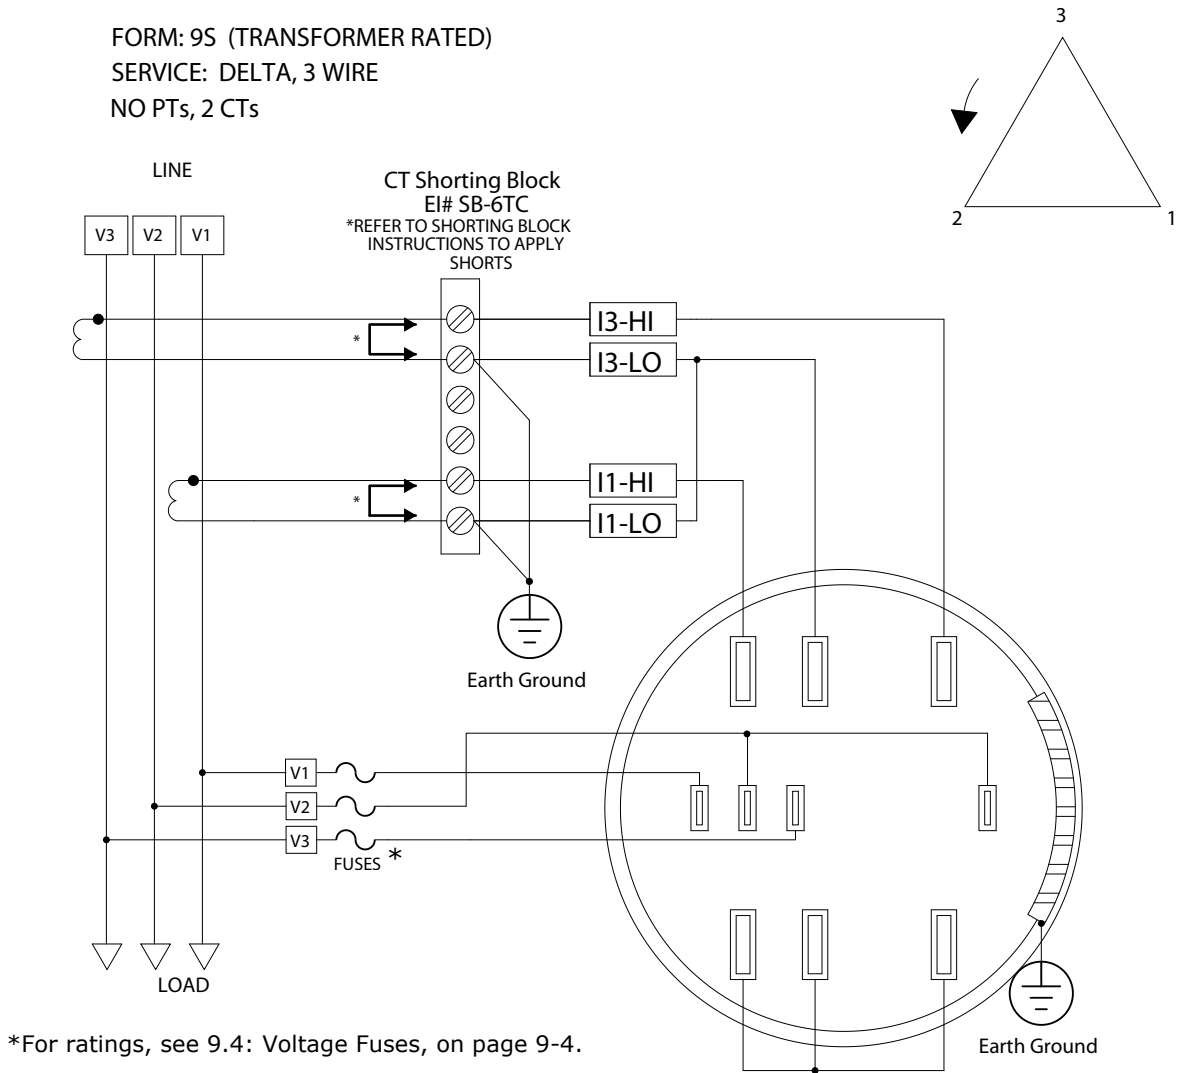 FORM: 9S (TRANSFORMER RATED)
SERVICE: DELTA, 3 WIRE
NO PTs, 2 CTs
3
2
1
LINE
V3
V2
V1
CT Shorting Block
EI# SB-6TC
*REFER TO SHORTING BLOCK
INSTRUCTIONS TO APPLY
SHORTS
*
I3-HI
I3-LO
*
I1-HI
I1-LO
Earth Ground
V1
V2
V3
FUSES *
LOAD
Earth Ground
*For ratings, see 9.4: Voltage Fuses, on page 9-4.